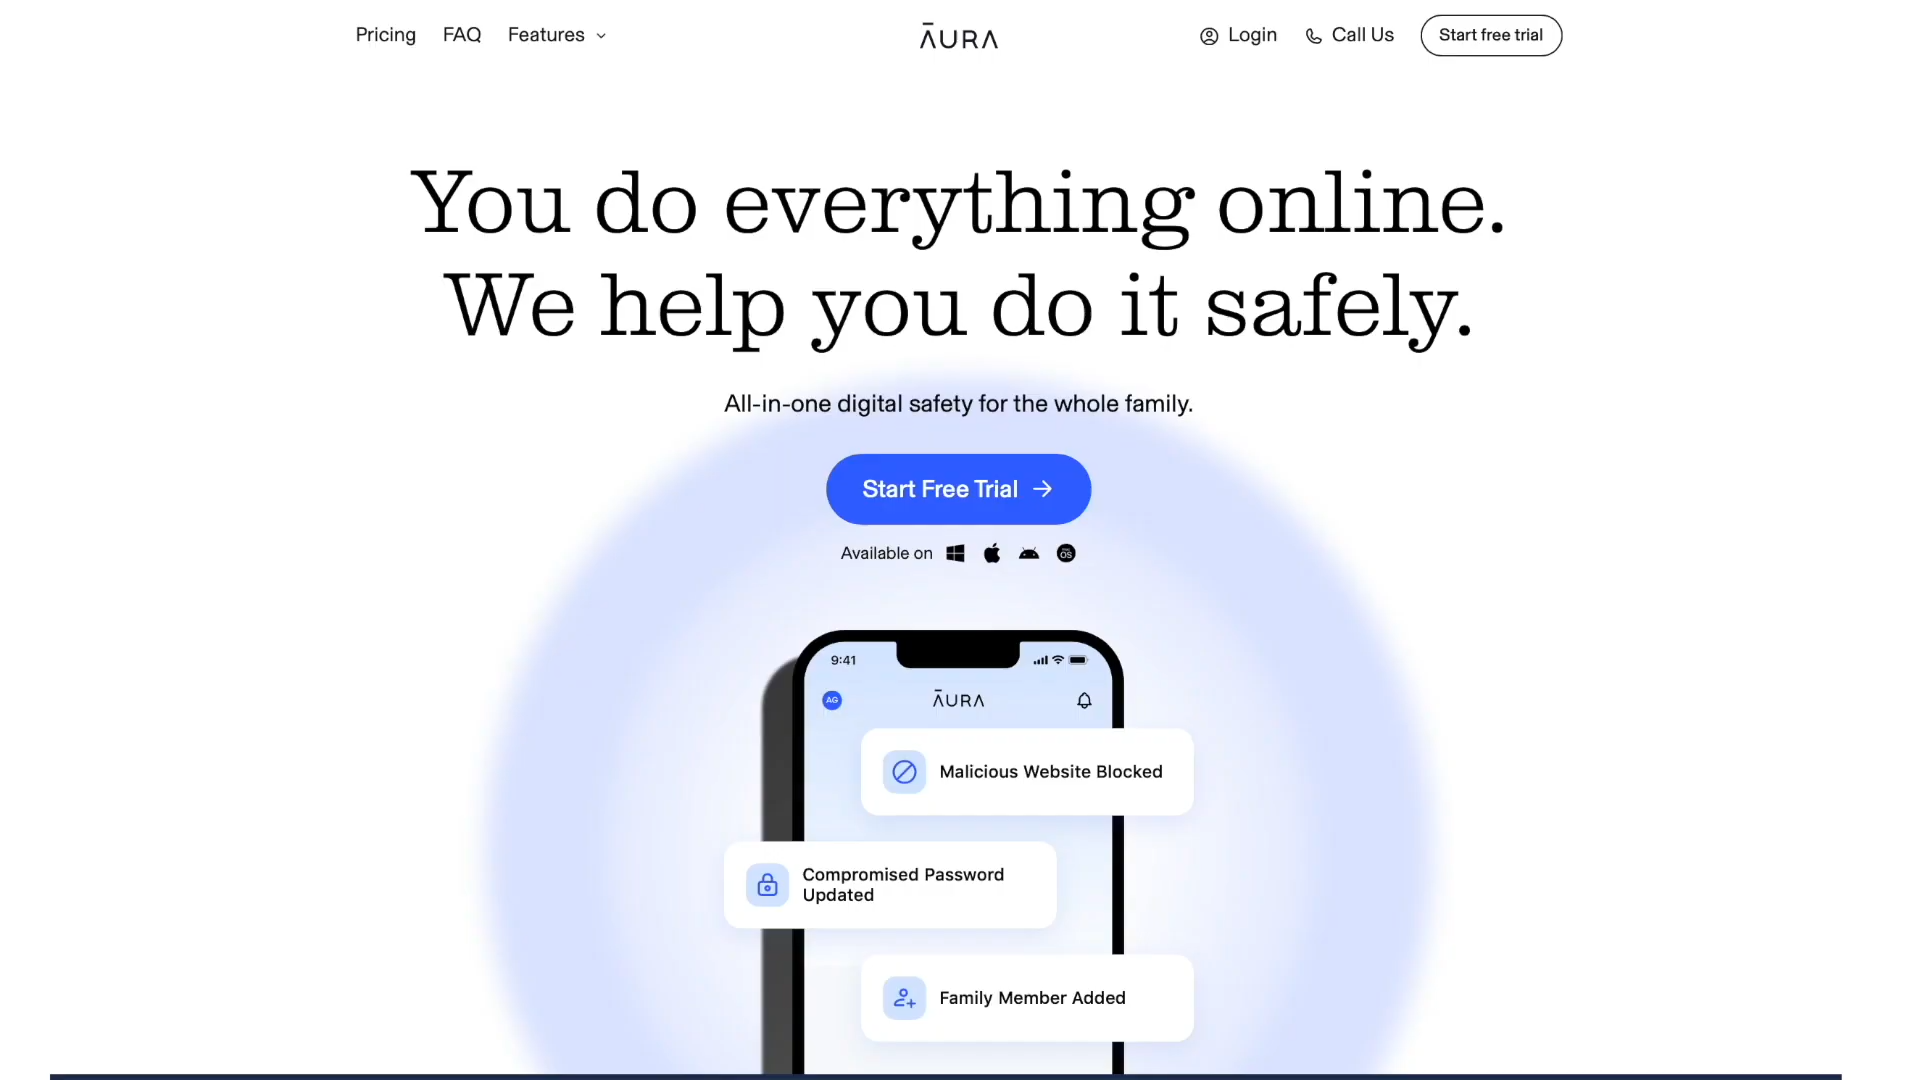 Pricing FAQ Features ĀURA Login Call Us Start free trial
You do everything online.
We help you do it safely.
All-in-one digital safety for the whole family.
Start Free Trial →
Available on OS
9:41
AG ĀURA
Malicious Website Blocked
Compromised Password
Updated
Family Member Added